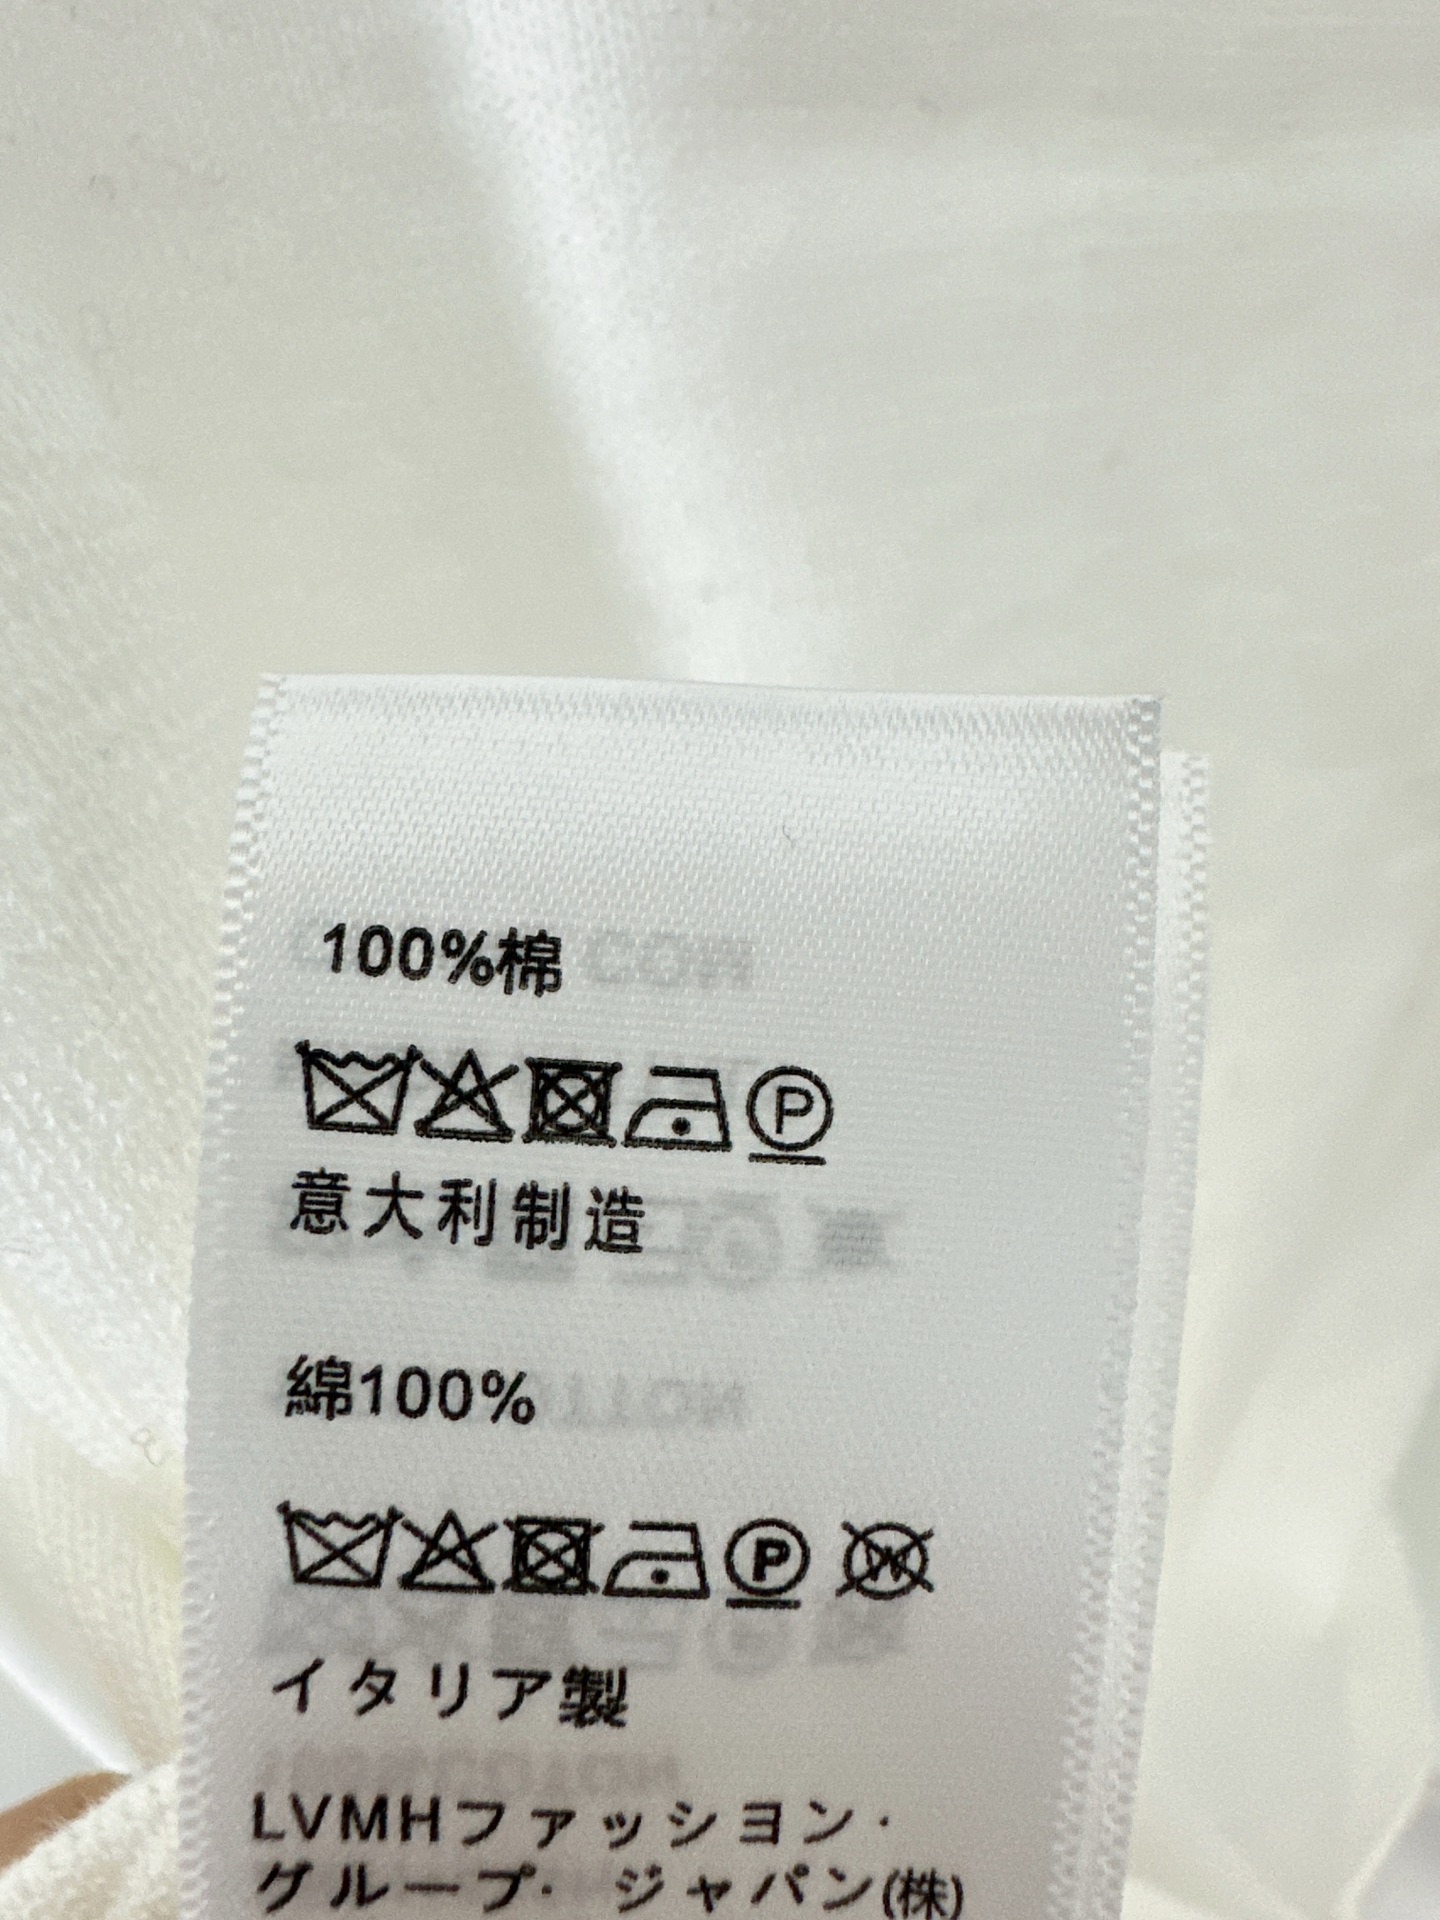 100%棉
P
意大利制造
綿100%
P W
イタリア製
LVMHファッション・
グループ・ ジャパン(株)